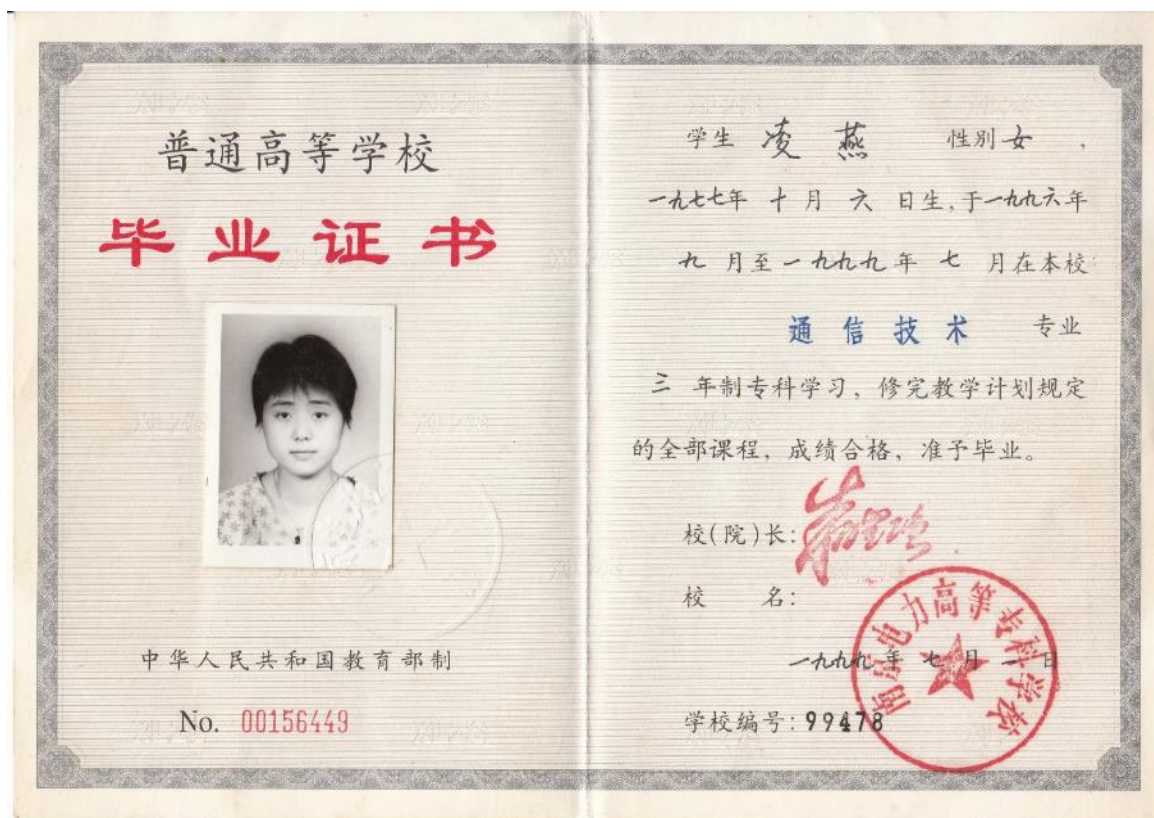 普通高等学校
毕业证书
中华人民共和国教育部制
No. 00156449
学生 凌燕 性别女,
一九七七年 十月 六 日生,于一九九六年
九 月至一九九九年 七 月在本校
通信技术 专业
三 年制专科学习,修完教学计划规定
的全部课程,成绩合格,准予毕业。
校(院)长:
校 名:
南京电力高等专科学校
一九九九年 七 月 一 日
学校编号:99478